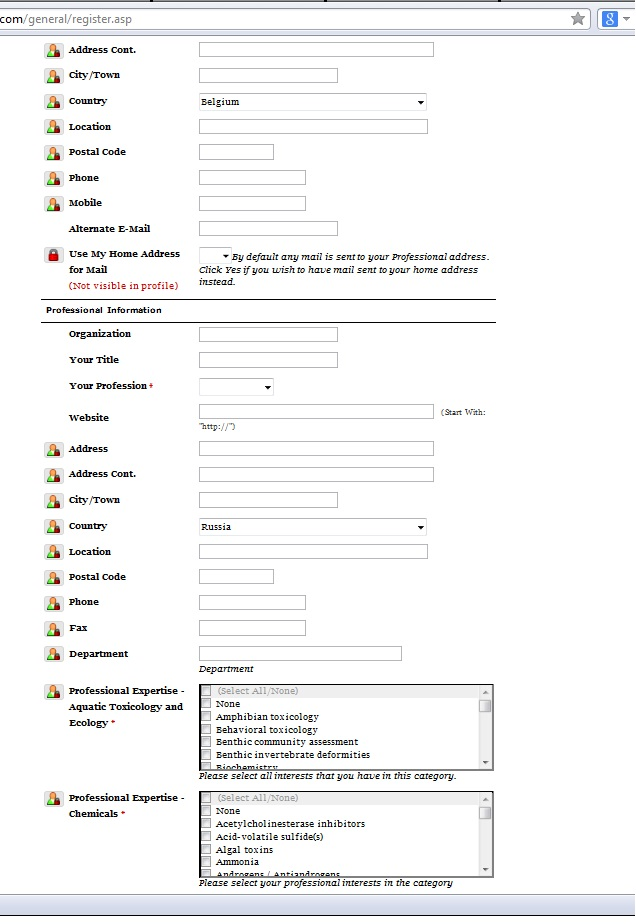 com/general/register.asp
Address Cont.
City/Town
Country Belgium
Location
Postal Code
Phone
Mobile
Alternate E-Mail
Use My Home Address By default any mail is sent to your Professional address.
for Mail Click Yes if you wish to have mail sent to your home address
(Not visible in profile) instead.
Professional Information
Organization
Your Title
Your Profession *
Website (Start With:
"http://")
Address
Address Cont.
City/Town
Country Russia
Location
Postal Code
Phone
Fax
Department
Department
Professional Expertise - (Select All/None)
Aquatic Toxicology and None
Ecology * Amphibian toxicology
Behavioral toxicology
Benthic community assessment
Benthic invertebrate deformities
Biochemistry
Please select all interests that you have in this category.
Professional Expertise - (Select All/None)
Chemicals * None
Acetylcholinesterase inhibitors
Acid-volatile sulfide(s)
Algal toxins
Ammonia
Androgens / Antiandrogens
Please select your professional interests in the category